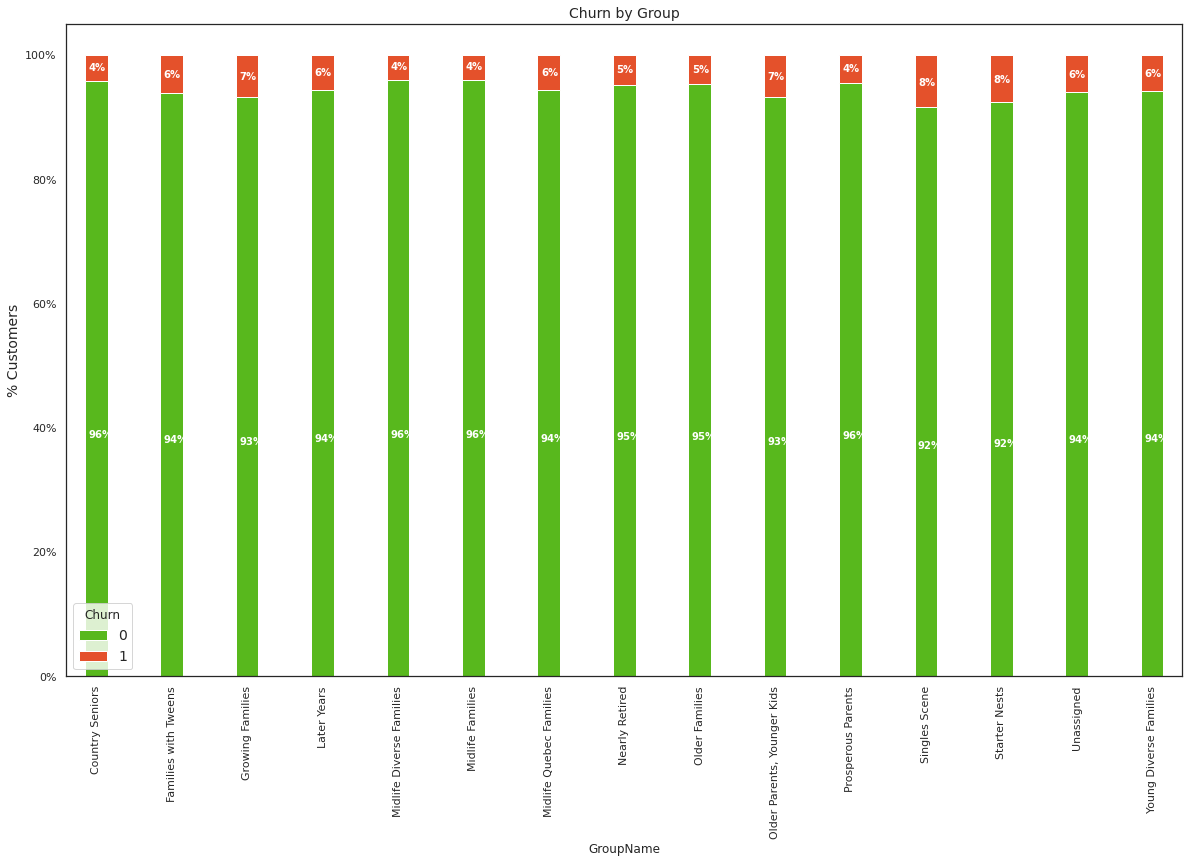 Churn by Group
100%
80%
60%
40%
20%
0%
% Customers
4%
6%
7%
6%
4%
4%
6%
5%
5%
7%
4%
8%
8%
6%
6%
96%
94%
93%
94%
96%
96%
94%
95%
95%
93%
96%
92%
92%
94%
94%
Churn
0
1
Country Seniors
Families with Tweens
Growing Families
Later Years
Midlife Diverse Families
Midlife Families
Midlife Quebec Families
Nearly Retired
Older Families
Older Parents, Younger Kids
Prosperous Parents
Singles Scene
Starter Nests
Unassigned
Young Diverse Families
GroupName